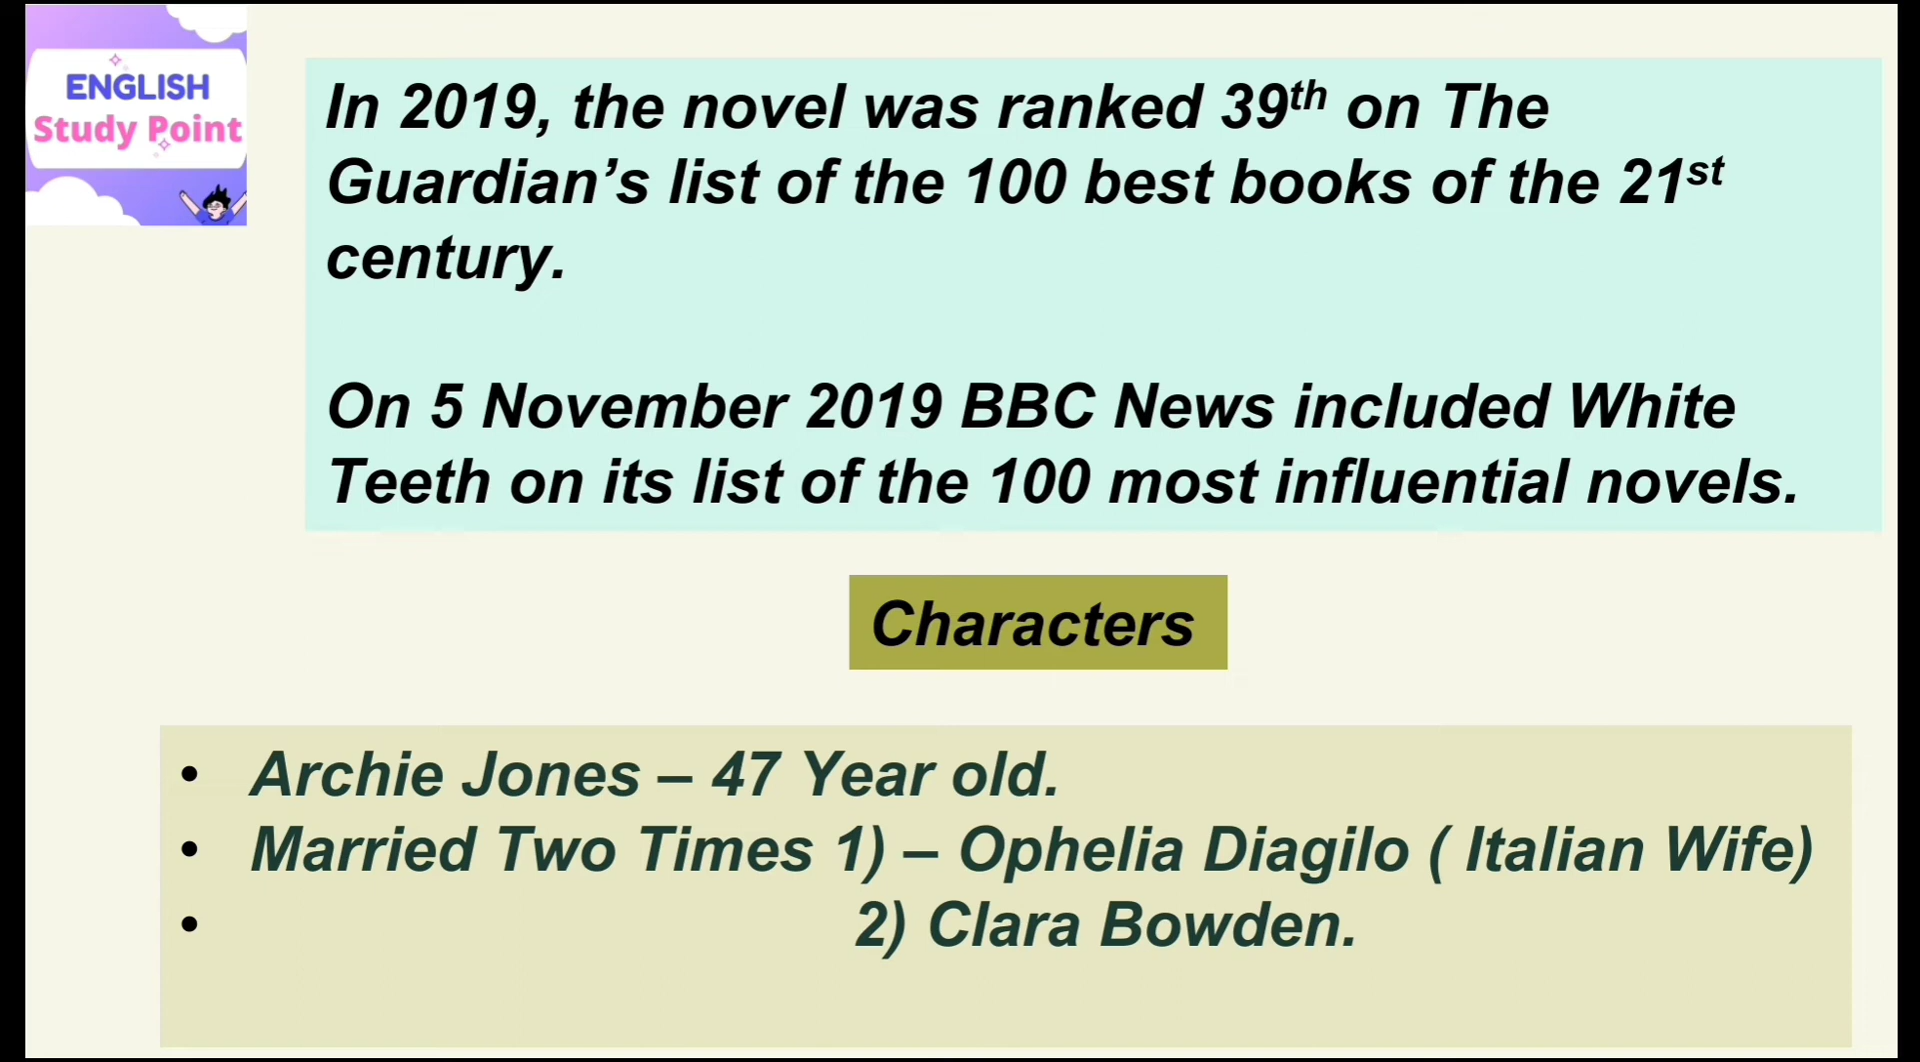 ENGLISH
Study Point
In 2019, the novel was ranked 39th on The
Guardian’s list of the 100 best books of the 21st
century.
On 5 November 2019 BBC News included White
Teeth on its list of the 100 most influential novels.
Characters
• Archie Jones – 47 Year old.
• Married Two Times 1) – Ophelia Diagilo ( Italian Wife)
• 2) Clara Bowden.